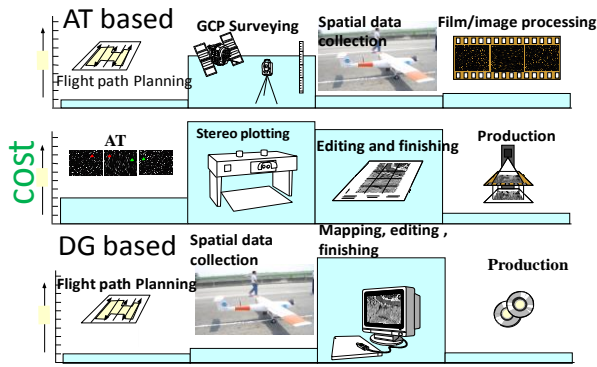 AT based
GCP Surveying
Spatial data
collection
Film/image processing
Flight path Planning
cost
AT
Stereo plotting
Editing and finishing
Production
DG based
Flight path Planning
Spatial data
collection
Mapping, editing ,
finishing
Production